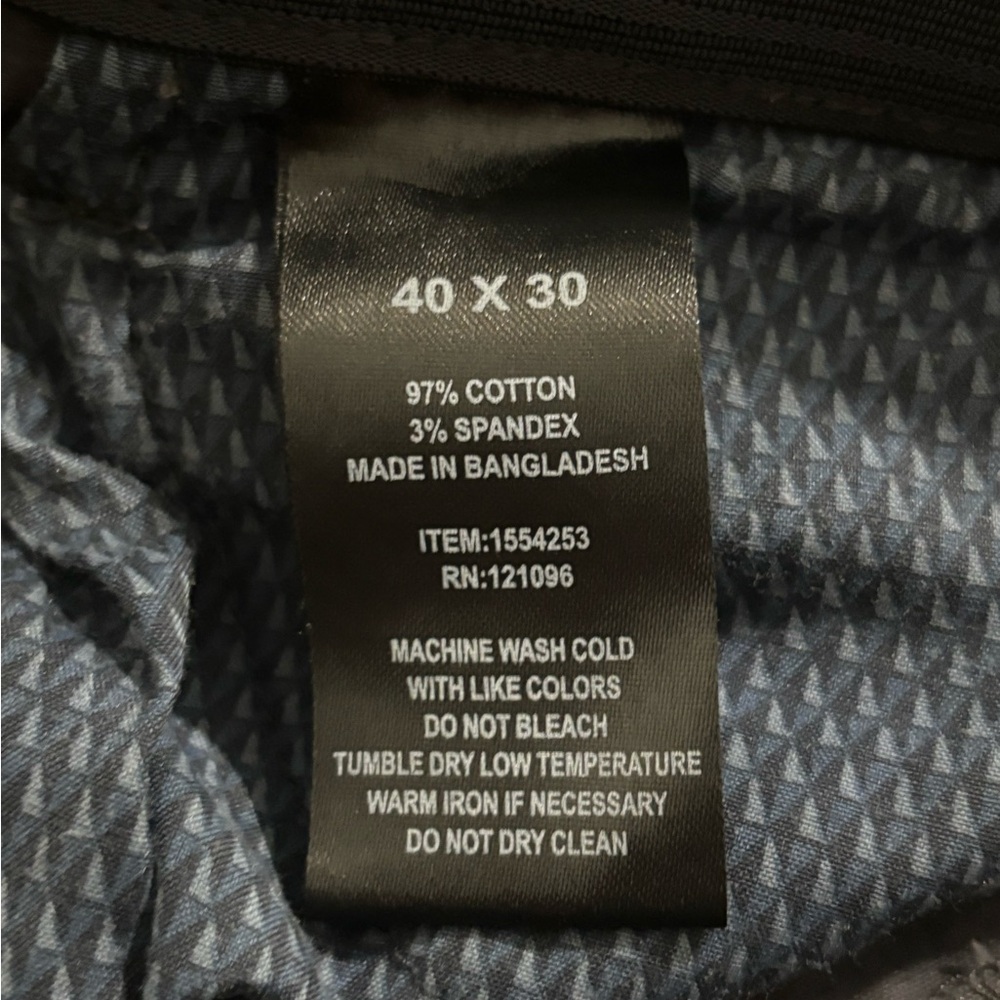 40 X 30
97% COTTON
3% SPANDEX
MADE IN BANGLADESH
ITEM:1554253
RN:121096
MACHINE WASH COLD
WITH LIKE COLORS
DO NOT BLEACH
TUMBLE DRY LOW TEMPERATURE
WARM IRON IF NECESSARY
DO NOT DRY CLEAN